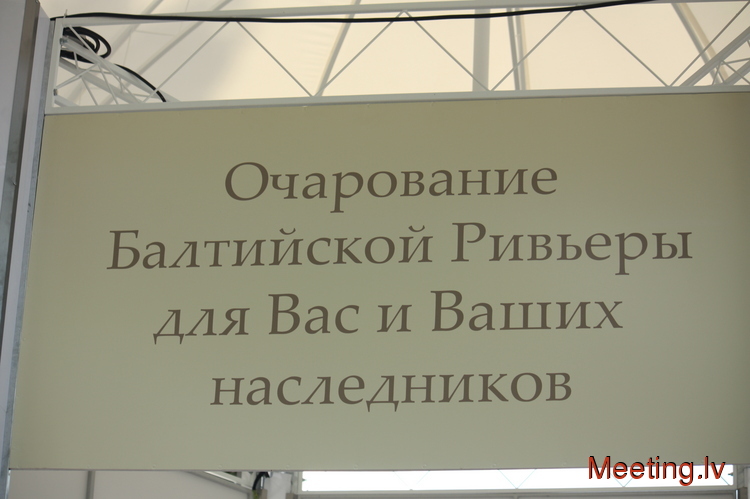 Очарование
Балтийской Ривьеры
для Вас и Ваших
наследников
Meeting.lv